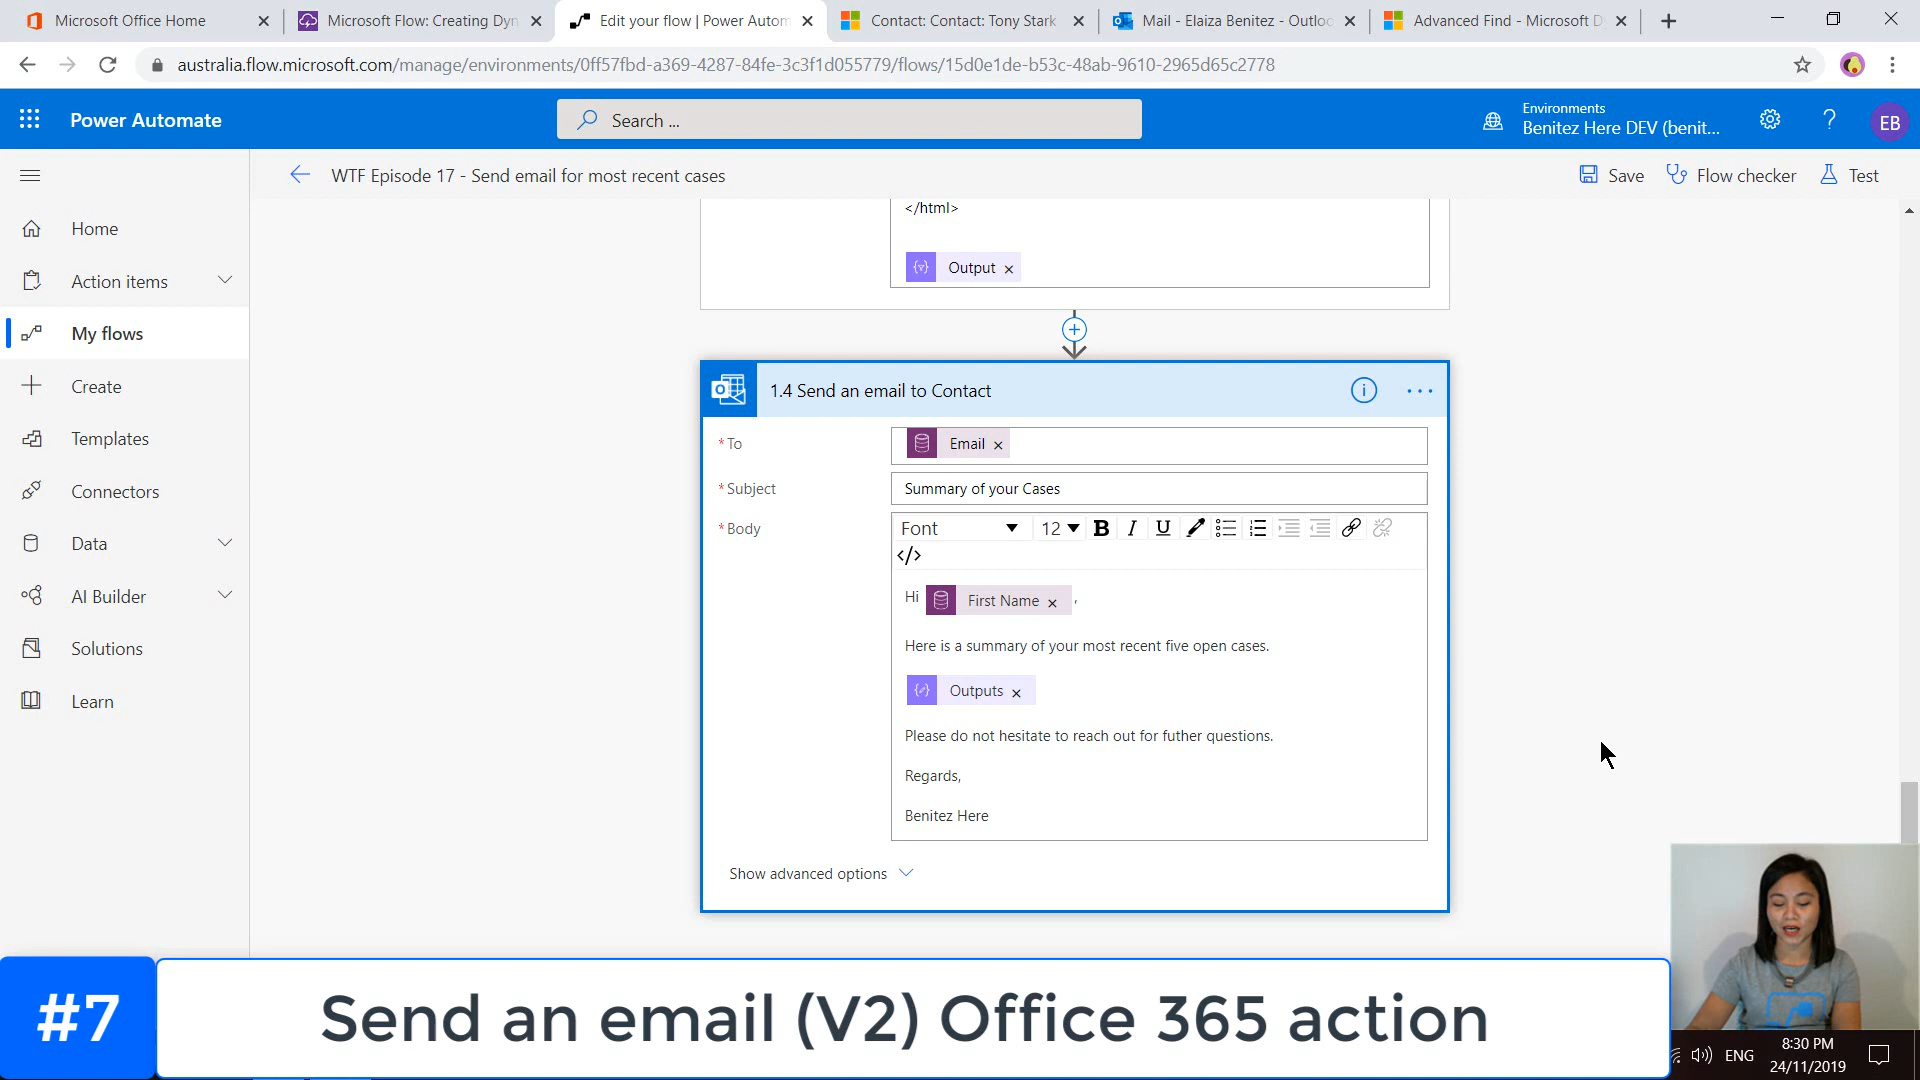 Microsoft Office Home
Microsoft Flow: Creating Dyn
Edit your flow | Power Autom
Contact: Contact: Tony Stark
Mail - Elaiza Benitez - Outloo
Advanced Find - Microsoft D
australia.flow.microsoft.com/manage/environments/0ff57fbd-a369-4287-84fe-3c3f1d055779/flows/15d0e1de-b53c-48ab-9610-2965d65c2778
Power Automate
Search ...
Environments
Benitez Here DEV (benit...
EB
WTF Episode 17 - Send email for most recent cases
Save
Flow checker
Test
Home
Action items
My flows
Create
Templates
Connectors
Data
AI Builder
Solutions
Learn
</html>
Output
1.4 Send an email to Contact
* To
Email
* Subject
Summary of your Cases
* Body
Font
12
B I U
</>
Hi First Name ,
Here is a summary of your most recent five open cases.
Outputs
Please do not hesitate to reach out for futher questions.
Regards,
Benitez Here
Show advanced options
#7
Send an email (V2) Office 365 action
ENG
8:30 PM
24/11/2019